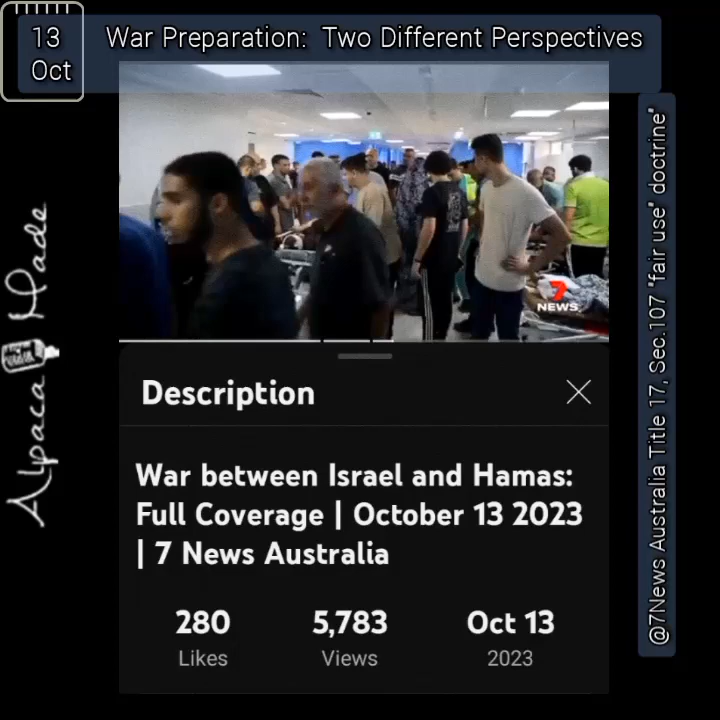 13
Oct
War Preparation: Two Different Perspectives
7
NEWS
Description
War between Israel and Hamas:
Full Coverage | October 13 2023
| 7 News Australia
280
5,783
Oct 13
Likes
Views
2023
Alpaca Made
@7News Australia Title 17, Sec.107 "fair use" doctrine"